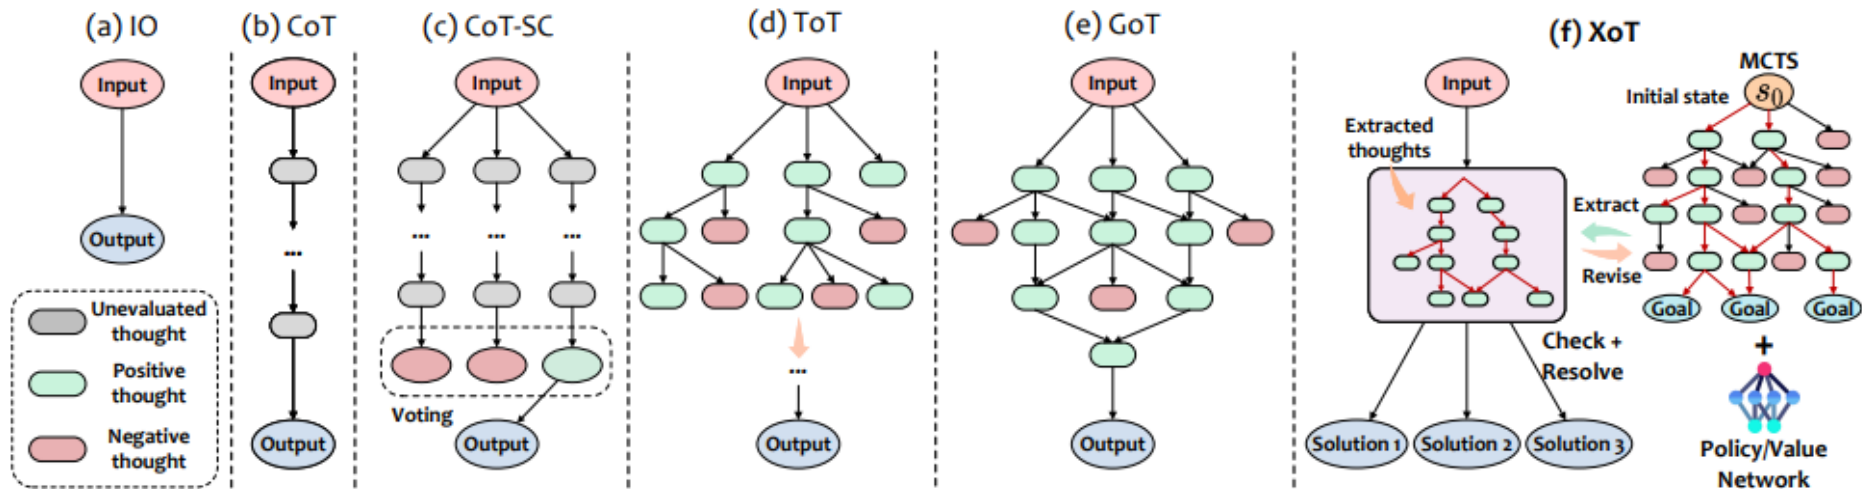 (a) IO
Input
Output
Unevaluated
thought
Positive
thought
Negative
thought
(b) CoT
Input
...
Output
(c) CoT-SC
Input
... ... ...
Voting
Output
(d) ToT
Input
...
Output
(e) GoT
Input
Output
(f) XoT
Input
Extracted
thoughts
MCTS
Initial state
s0
Extract
Revise
Goal Goal Goal
Check +
Resolve
Solution 1 Solution 2 Solution 3
+
Policy/Value
Network